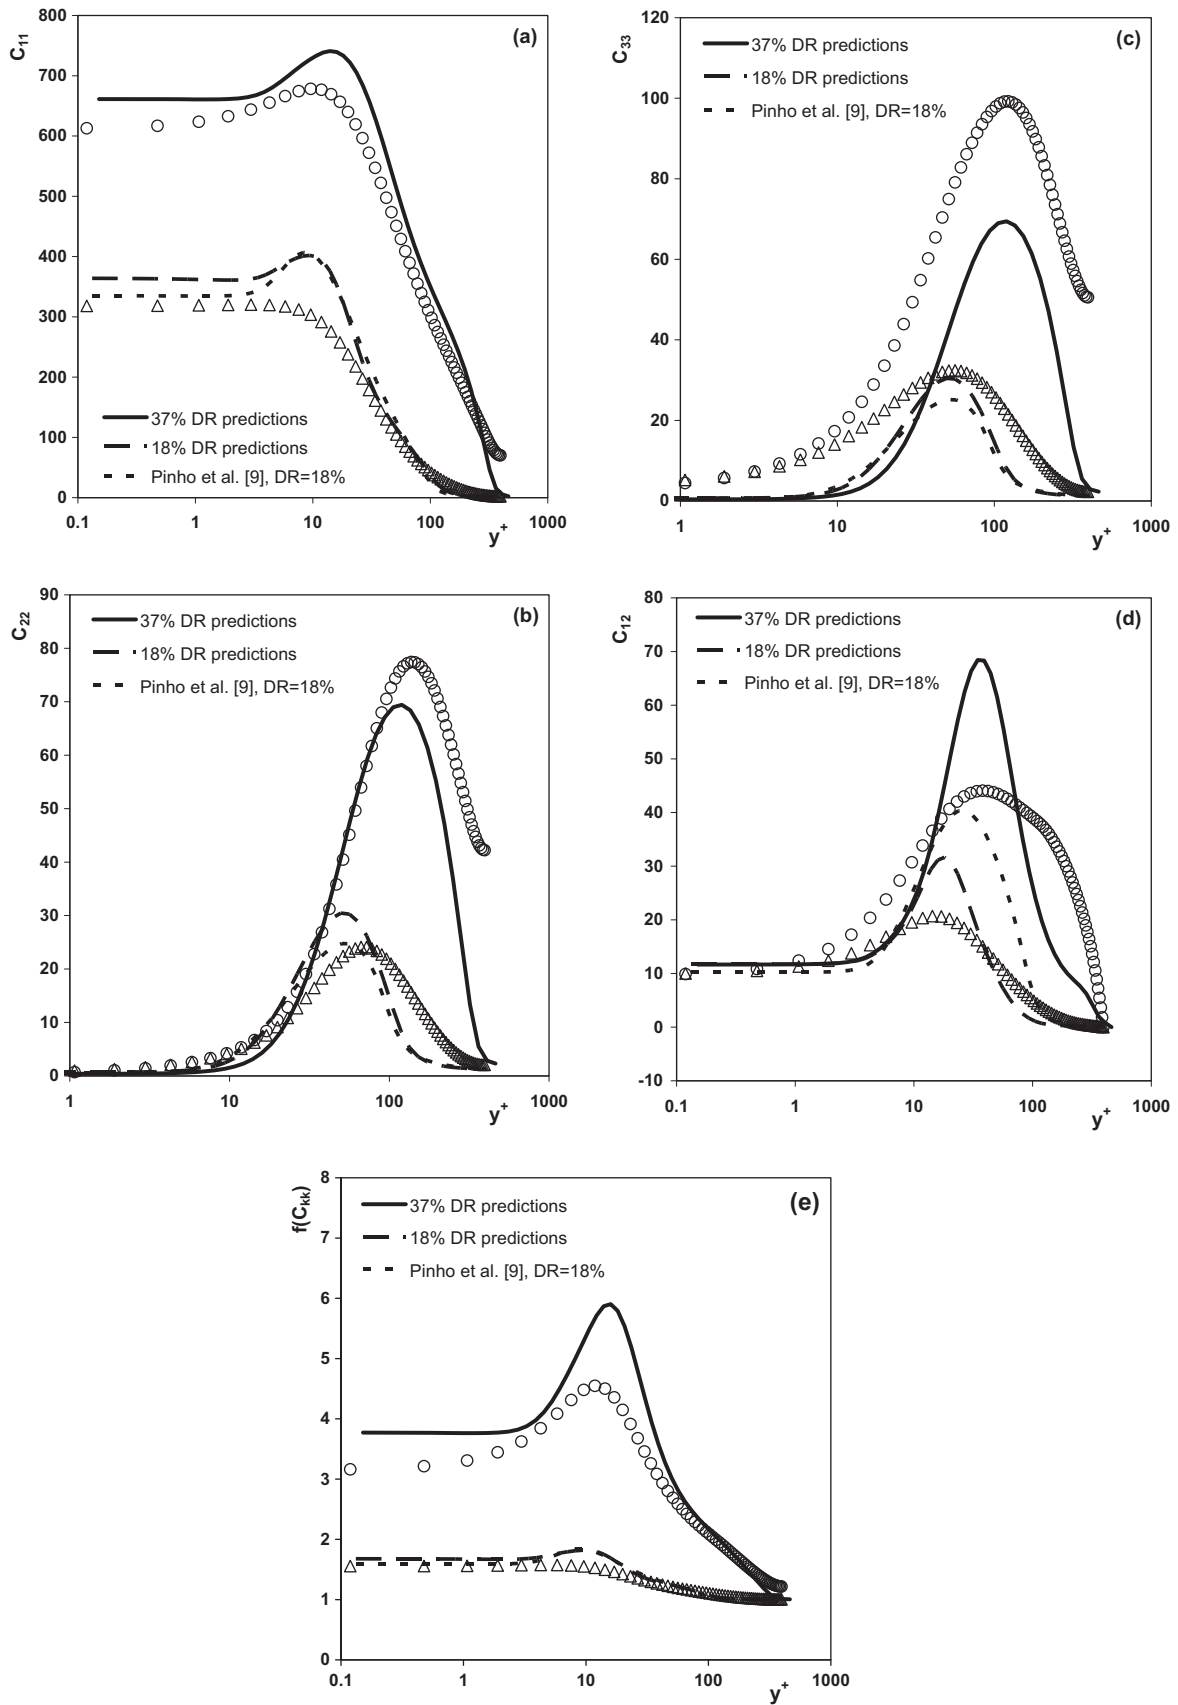 800
700
600
500
400
300
200
100
0
C11
(a)
37% DR predictions
18% DR predictions
Pinho et al. [9], DR=18%
0.1
1
10
100
1000
y+
120
100
80
60
40
20
0
C33
(c)
37% DR predictions
18% DR predictions
Pinho et al. [9], DR=18%
1
10
100
1000
y+
90
80
70
60
50
40
30
20
10
0
C22
(b)
37% DR predictions
18% DR predictions
Pinho et al. [9], DR=18%
1
10
100
1000
y+
80
70
60
50
40
30
20
10
0
-10
C12
(d)
37% DR predictions
18% DR predictions
Pinho et al. [9], DR=18%
0.1
1
10
100
1000
y+
8
7
6
5
4
3
2
1
0
f(Ckk)
(e)
37% DR predictions
18% DR predictions
Pinho et al. [9], DR=18%
0.1
1
10
100
1000
y+